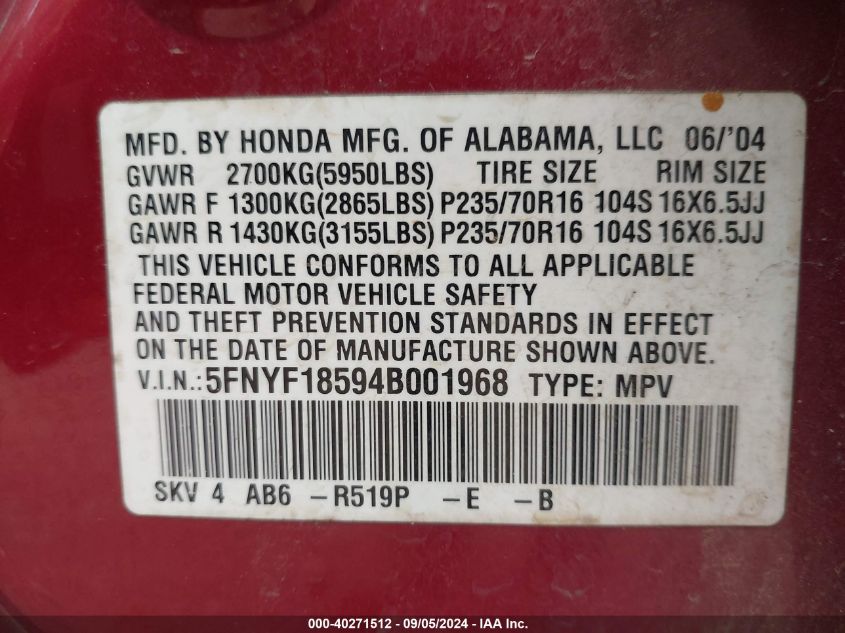 MFD. BY HONDA MFG. OF ALABAMA, LLC 06/'04
GVWR 2700KG(5950LBS) TIRE SIZE RIM SIZE
GAWR F 1300KG(2865LBS) P235/70R16 104S 16X6.5JJ
GAWR R 1430KG(3155LBS) P235/70R16 104S 16X6.5JJ
THIS VEHICLE CONFORMS TO ALL APPLICABLE
FEDERAL MOTOR VEHICLE SAFETY
AND THEFT PREVENTION STANDARDS IN EFFECT
ON THE DATE OF MANUFACTURE SHOWN ABOVE.
V.I.N.: 5FNYF18594B001968 TYPE: MPV
SKV 4 AB6 -R519P -E -B
000-40271512 - 09/05/2024 - IAA Inc.